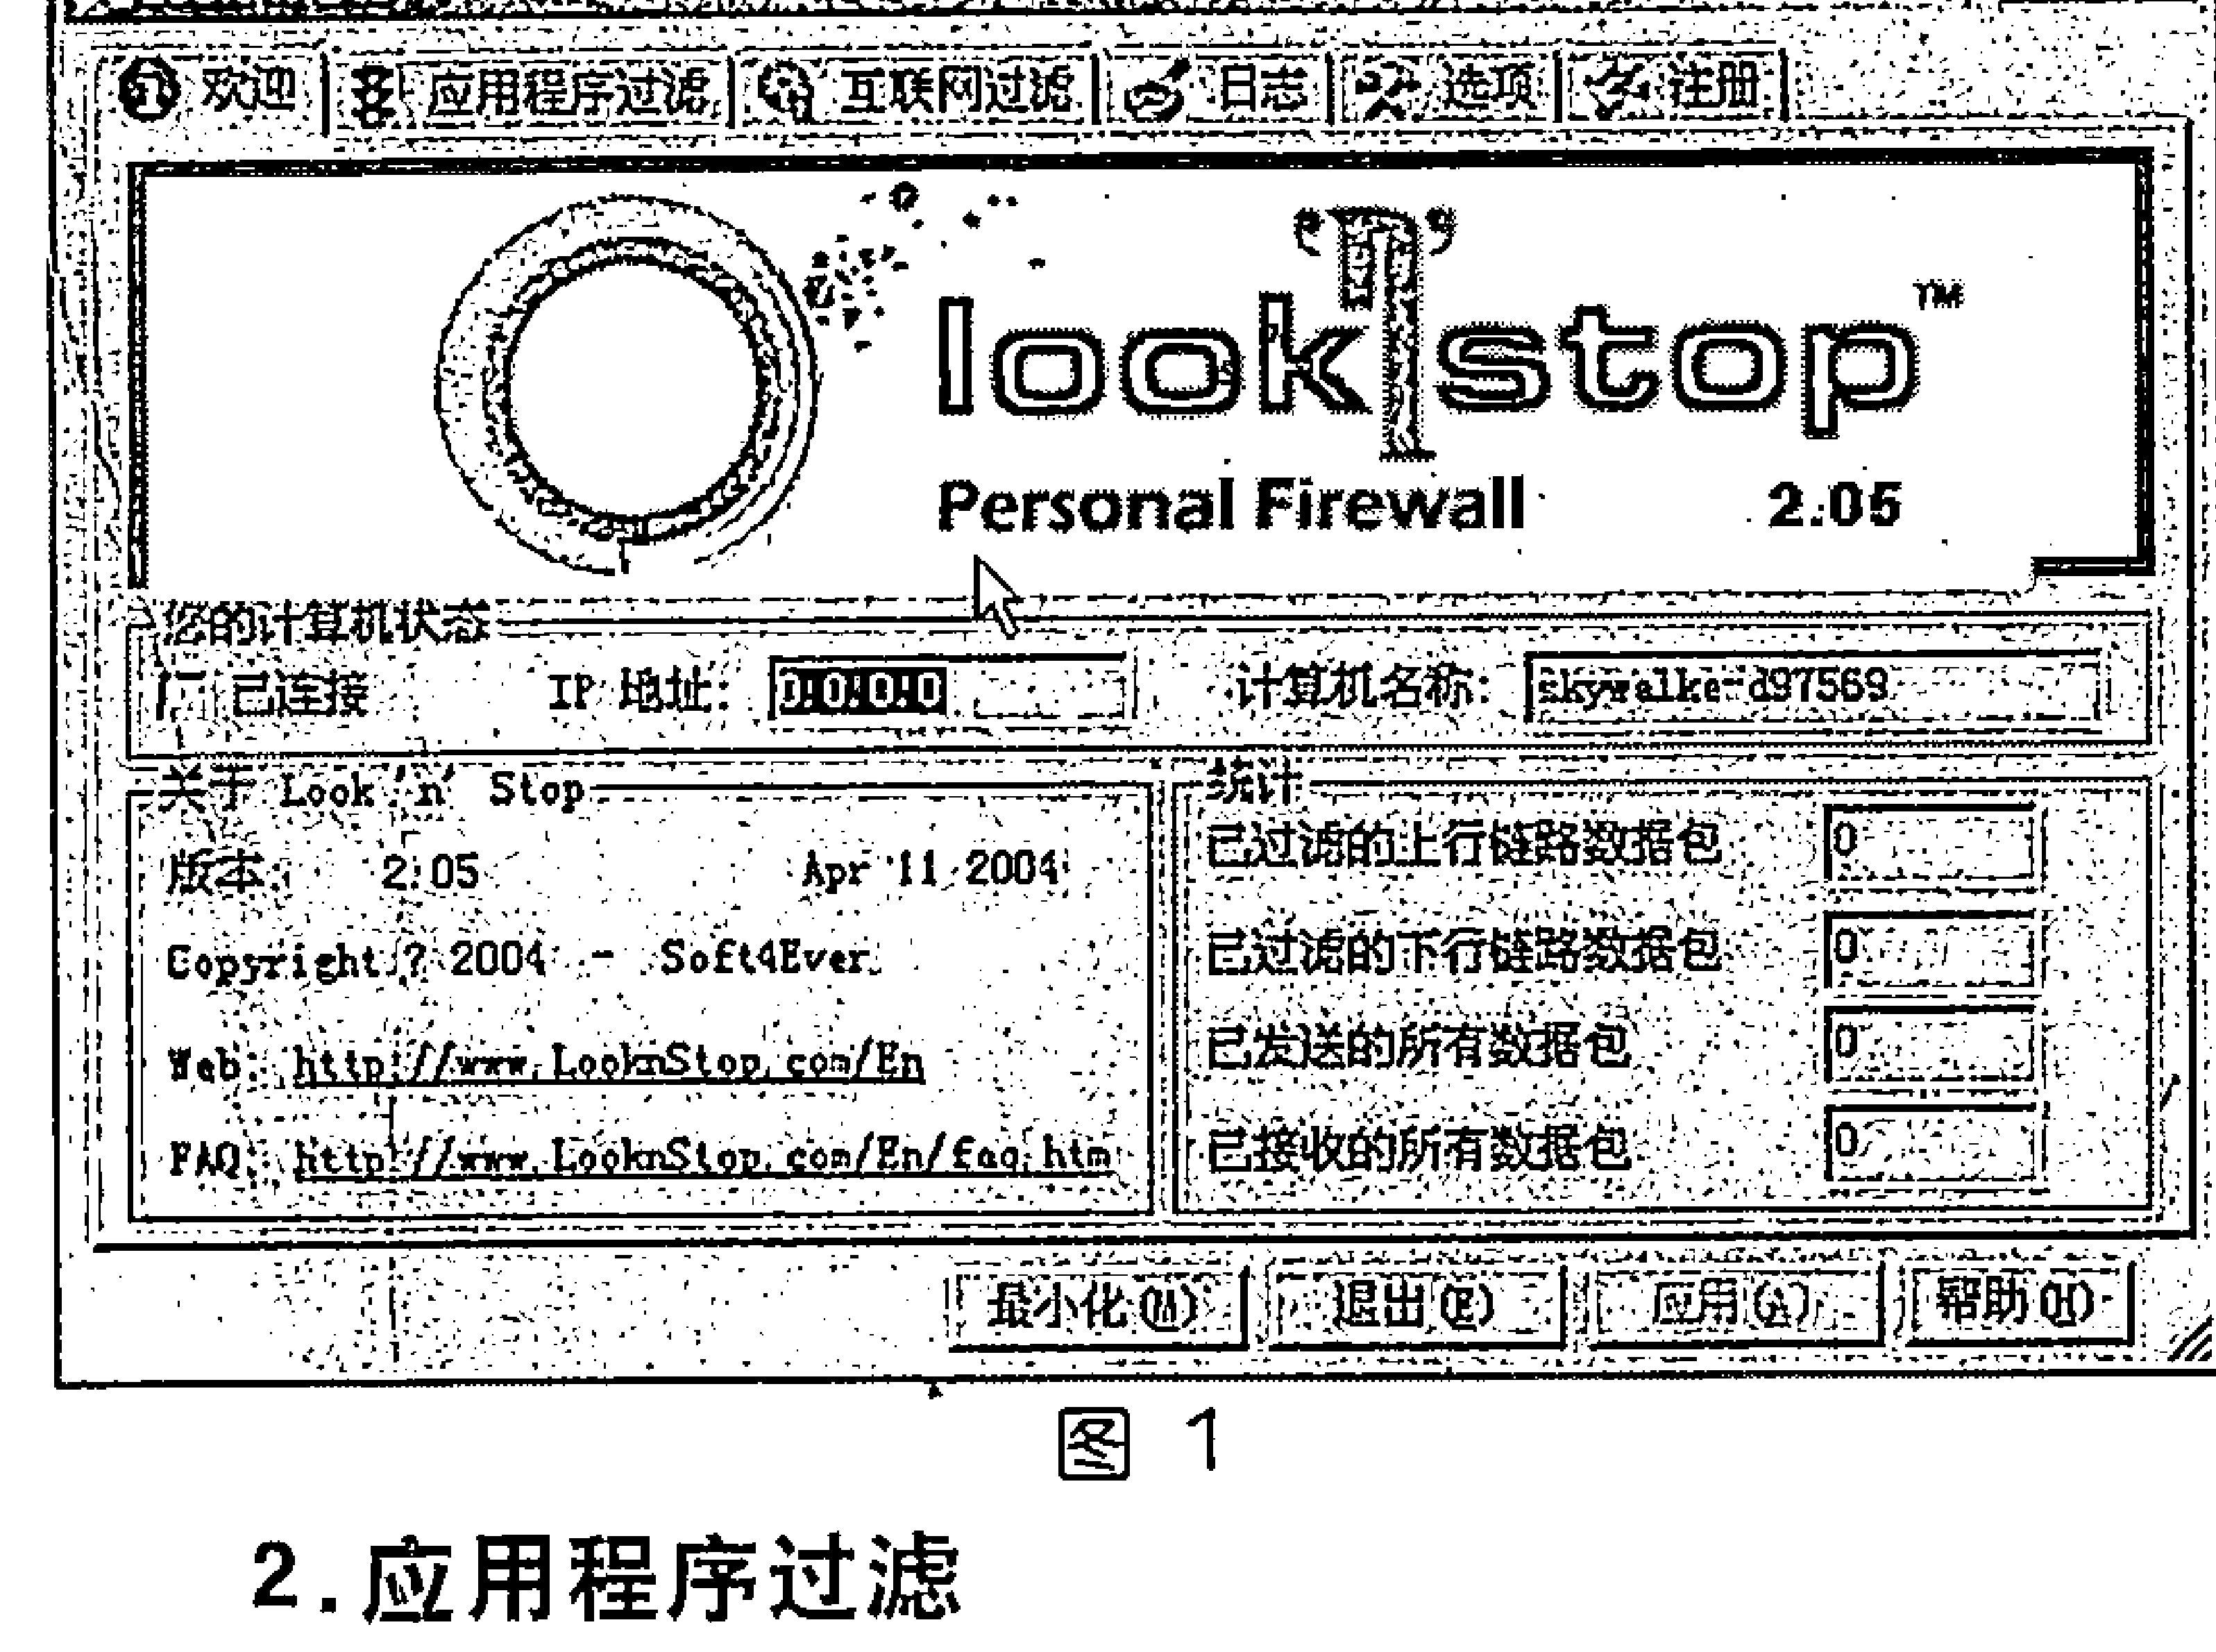 欢迎 应用程序过滤 互联网过滤 日志 选项 注册
look'n'stop™
Personal Firewall 2.05
您的计算机状态
已连接 IP 地址: 0.0.0.0 计算机名称: skywalke-d97569
关于 Look 'n' Stop
版本: 2.05 Apr 11 2004
Copyright ? 2004 - Soft4Ever
Web: http://www.LooknStop.com/En
FAQ: http://www.LooknStop.com/En/faq.htm
统计
已过滤的上行链路数据包 0
已过滤的下行链路数据包 0
已发送的所有数据包 0
已接收的所有数据包 0
最小化(M) 退出(E) 应用(A) 帮助(H)
图 1
2.应用程序过滤